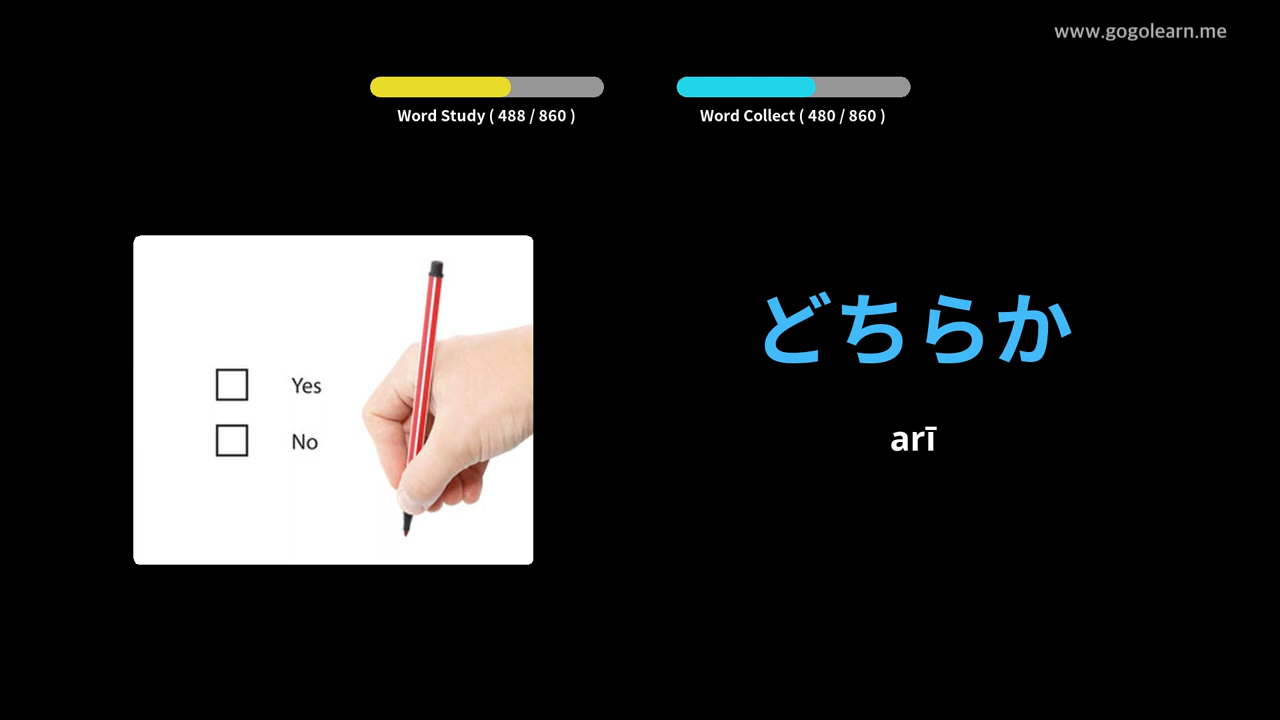 www.gogolearn.me
Word Study ( 488 / 860 )
Word Collect ( 480 / 860 )
Yes
No
どちらか
arī